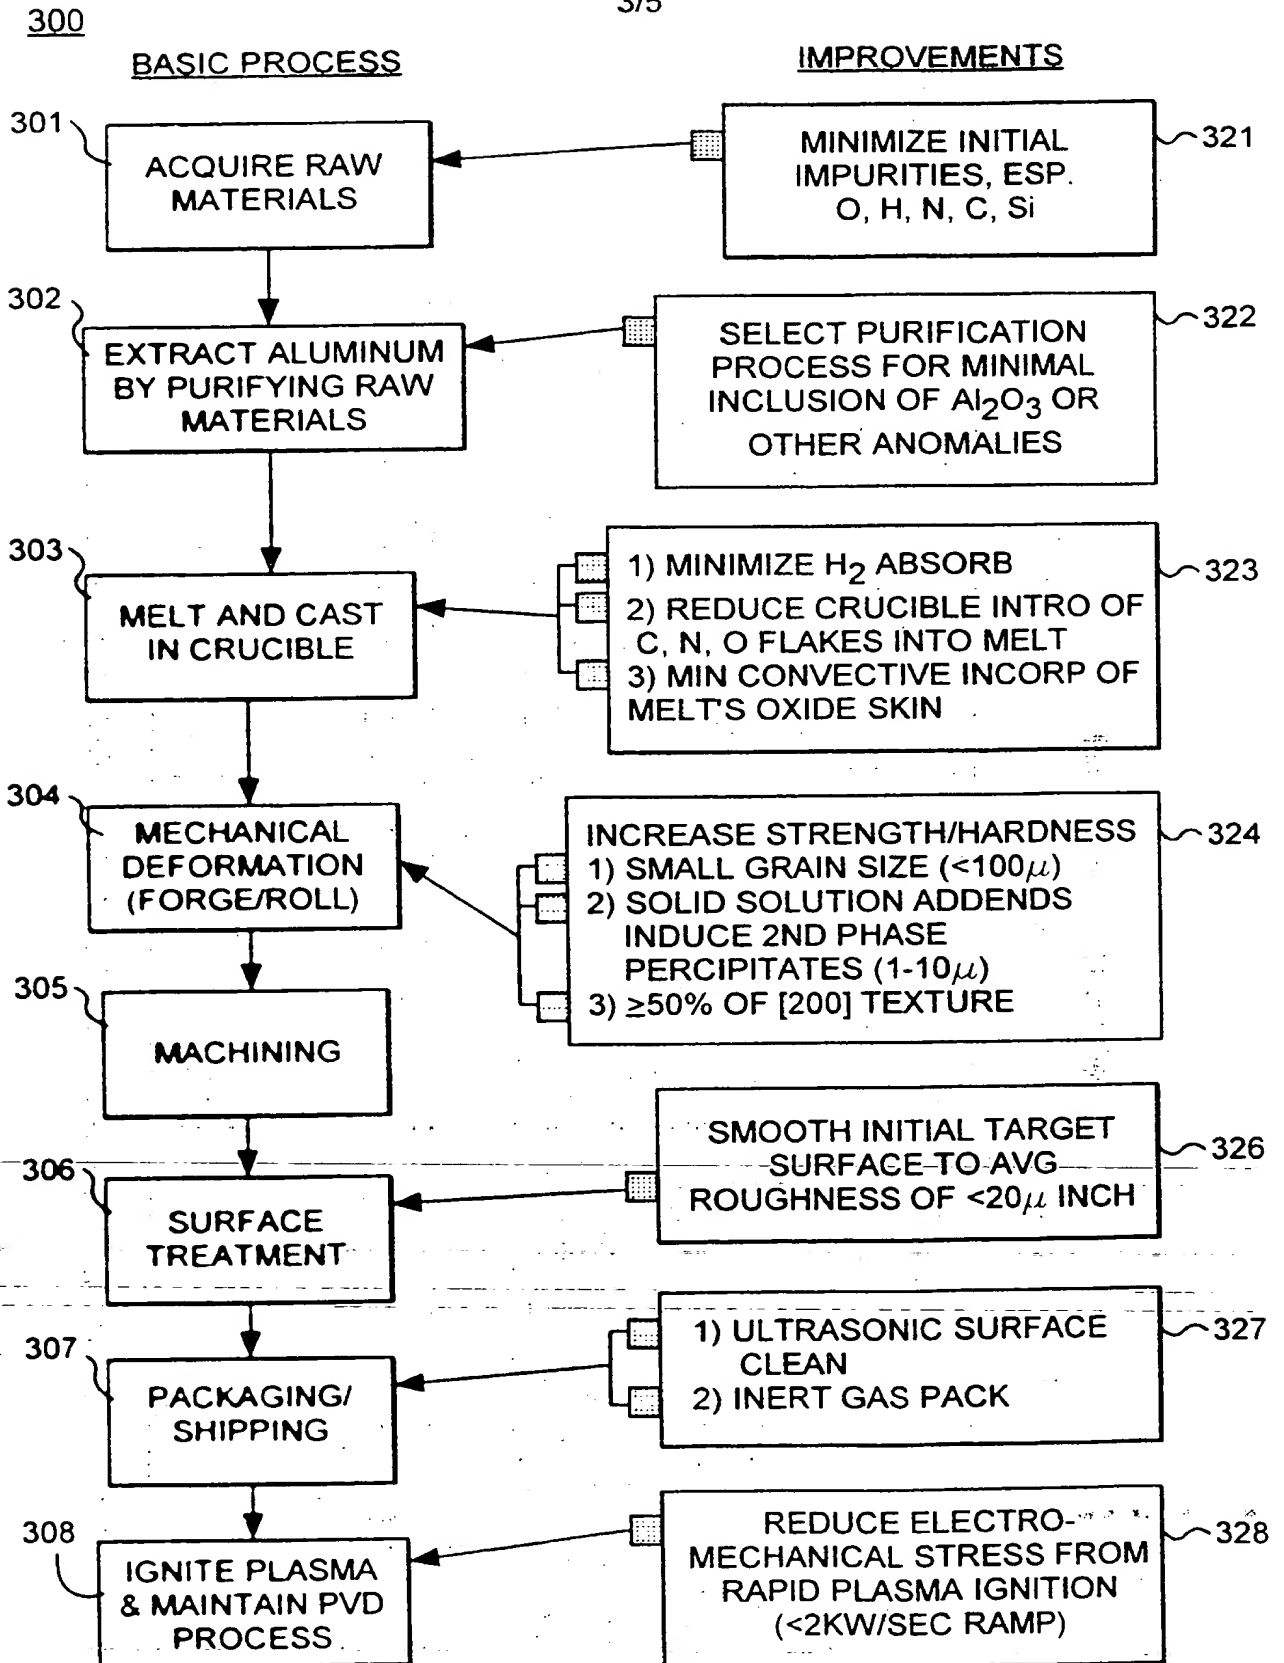 3/5
300
BASIC PROCESS
IMPROVEMENTS
301
ACQUIRE RAW
MATERIALS
MINIMIZE INITIAL
IMPURITIES, ESP.
O, H, N, C, Si
321
302
EXTRACT ALUMINUM
BY PURIFYING RAW
MATERIALS
SELECT PURIFICATION
PROCESS FOR MINIMAL
INCLUSION OF Al₂O₃ OR
OTHER ANOMALIES
322
303
MELT AND CAST
IN CRUCIBLE
1) MINIMIZE H₂ ABSORB
2) REDUCE CRUCIBLE INTRO OF
C, N, O FLAKES INTO MELT
3) MIN CONVECTIVE INCORP OF
MELT'S OXIDE SKIN
323
304
MECHANICAL
DEFORMATION
(FORGE/ROLL)
INCREASE STRENGTH/HARDNESS
1) SMALL GRAIN SIZE (<100μ)
2) SOLID SOLUTION ADDENDS
INDUCE 2ND PHASE
PERCIPITATES (1-10μ)
3) ≥50% OF [200] TEXTURE
324
305
MACHINING
306
SURFACE
TREATMENT
SMOOTH INITIAL TARGET
SURFACE TO AVG
ROUGHNESS OF <20μ INCH
326
307
PACKAGING/
SHIPPING
1) ULTRASONIC SURFACE
CLEAN
2) INERT GAS PACK
327
308
IGNITE PLASMA
& MAINTAIN PVD
PROCESS
REDUCE ELECTRO-
MECHANICAL STRESS FROM
RAPID PLASMA IGNITION
(<2KW/SEC RAMP)
328